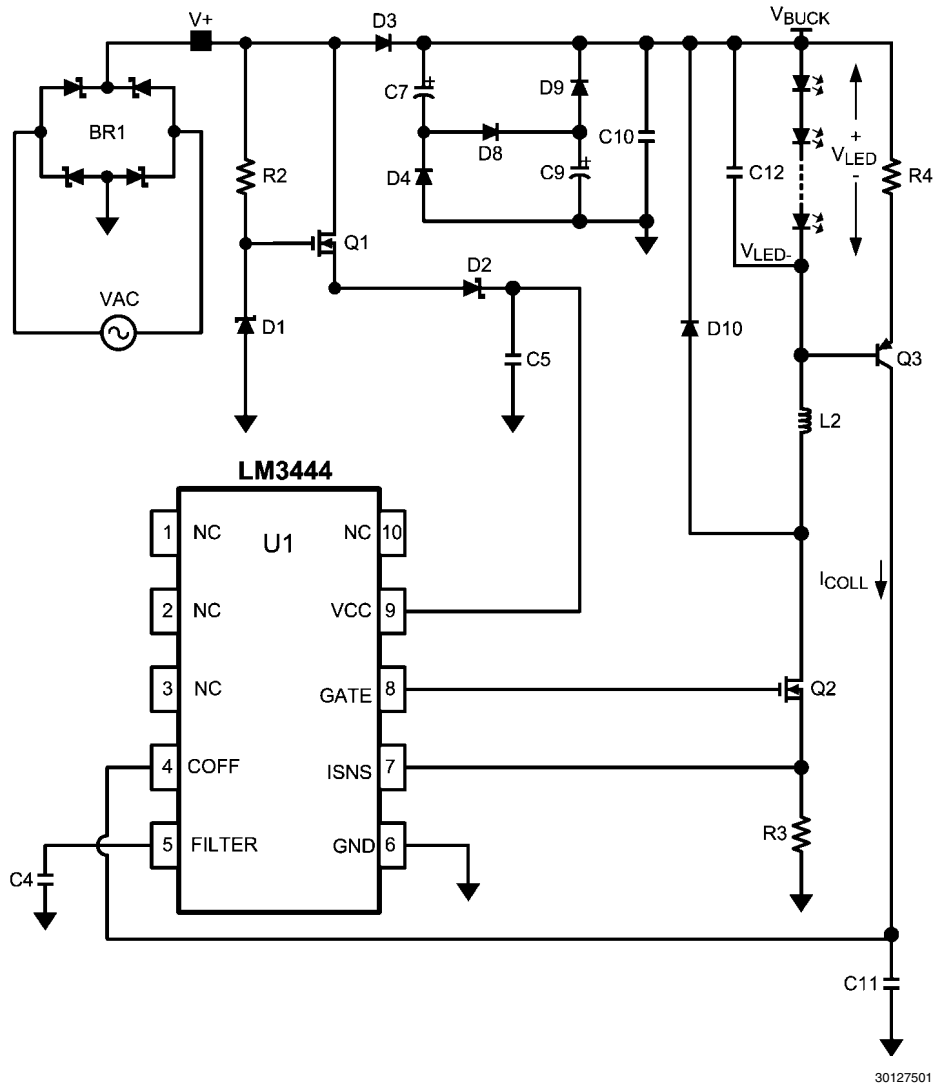 V+
D3
VBUCK
BR1
R2
C7
D9
D8
D4
C9
C10
C12
+
VLED
-
R4
VLED-
Q1
VAC
D1
D2
C5
D10
Q3
L2
LM3444
U1
1 NC
NC 10
2 NC
VCC 9
3 NC
GATE 8
4 COFF
ISNS 7
5 FILTER
GND 6
ICOLL
Q2
R3
C4
C11
30127501